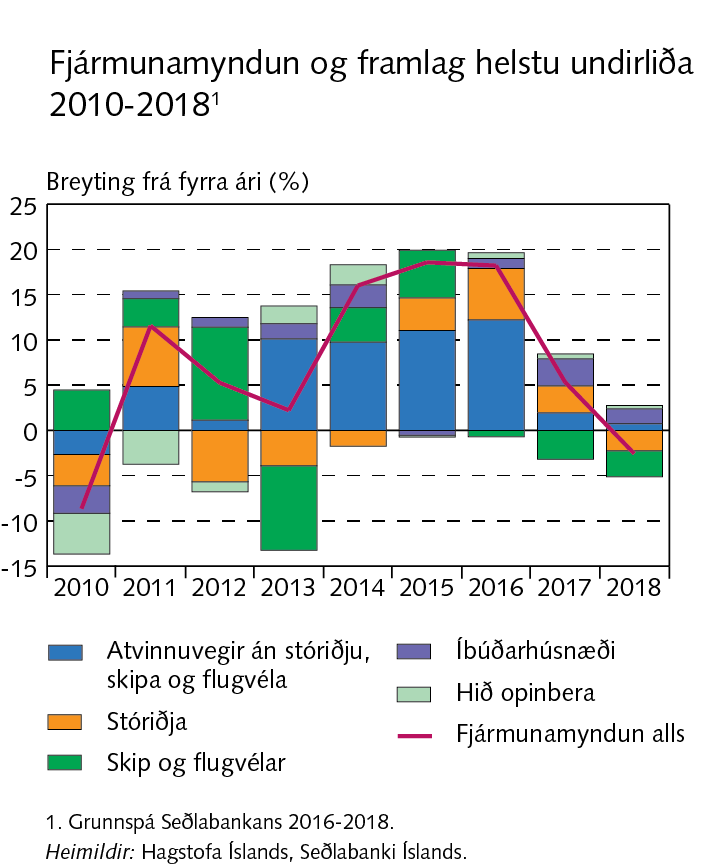 Fjármunamyndun og framlag helstu undirliða
2010-2018¹
Breyting frá fyrra ári (%)
25
20
15
10
5
0
-5
-10
-15
2010 2011 2012 2013 2014 2015 2016 2017 2018
Atvinnuvegir án stóriðju,
skipa og flugvéla
Stóriðja
Skip og flugvélar
Íbúðarhúsnæði
Hið opinbera
Fjármunamyndun alls
1. Grunnspá Seðlabankans 2016-2018.
Heimildir: Hagstofa Íslands, Seðlabanki Íslands.